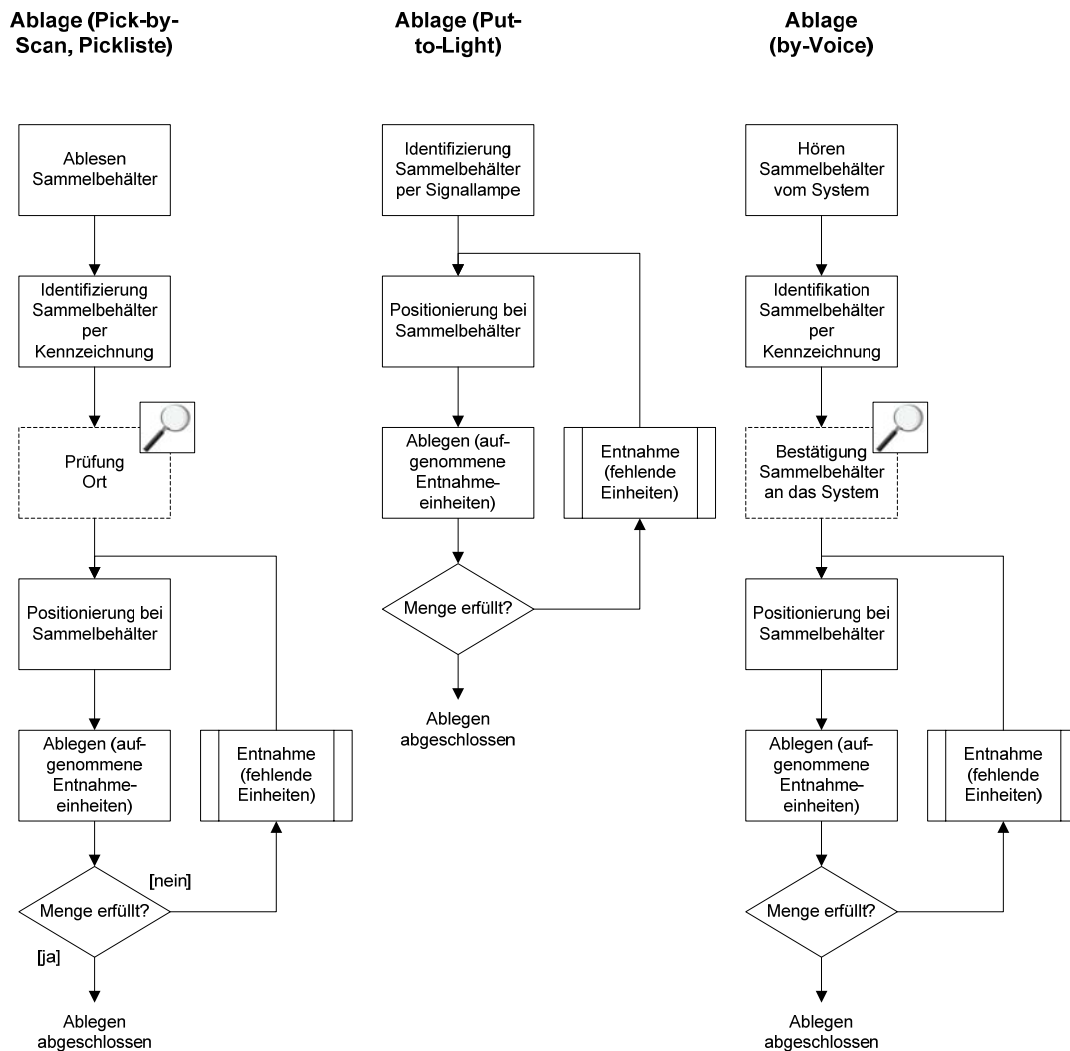 Ablage (Pick-by-
Scan, Pickliste)
Ablesen
Sammelbehälter
Identifizierung
Sammelbehälter
per
Kennzeichnung
Prüfung
Ort
Positionierung bei
Sammelbehälter
Ablegen (auf-
genommene
Entnahme-
einheiten)
Entnahme
(fehlende
Einheiten)
Menge erfüllt?
[nein]
[ja]
Ablegen
abgeschlossen
Ablage (Put-
to-Light)
Identifizierung
Sammelbehälter
per Signallampe
Positionierung bei
Sammelbehälter
Ablegen (auf-
genommene
Entnahme-
einheiten)
Entnahme
(fehlende
Einheiten)
Menge erfüllt?
Ablegen
abgeschlossen
Ablage
(by-Voice)
Hören
Sammelbehälter
vom System
Identifikation
Sammelbehälter
per
Kennzeichnung
Bestätigung
Sammelbehälter
an das System
Positionierung bei
Sammelbehälter
Ablegen (auf-
genommene
Entnahme-
einheiten)
Entnahme
(fehlende
Einheiten)
Menge erfüllt?
Ablegen
abgeschlossen